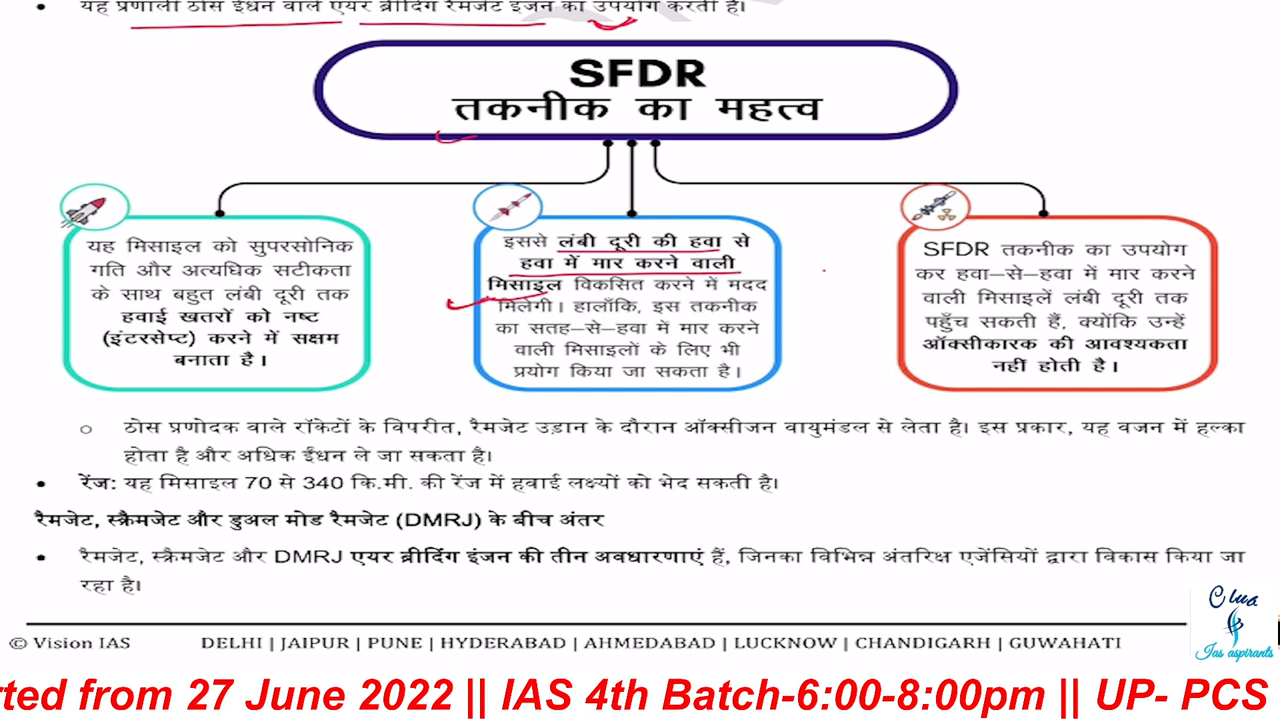 • यह प्रणाली ठोस ईंधन वाले एयर ब्रीदिंग रैमजेट इंजन का उपयोग करती है।
SFDR
तकनीक का महत्व
यह मिसाइल को सुपरसोनिक
गति और अत्यधिक सटीकता
के साथ बहुत लंबी दूरी तक
हवाई खतरों को नष्ट
(इंटरसेप्ट) करने में सक्षम
बनाता है।
इससे लंबी दूरी की हवा से
हवा में मार करने वाली
मिसाइल विकसित करने में मदद
मिलेगी। हालाँकि, इस तकनीक
का सतह–से–हवा में मार करने
वाली मिसाइलों के लिए भी
प्रयोग किया जा सकता है।
SFDR तकनीक का उपयोग
कर हवा–से–हवा में मार करने
वाली मिसाइलें लंबी दूरी तक
पहुँच सकती हैं, क्योंकि उन्हें
ऑक्सीकारक की आवश्यकता
नहीं होती है।
o ठोस प्रणोदक वाले रॉकेटों के विपरीत, रैमजेट उड़ान के दौरान ऑक्सीजन वायुमंडल से लेता है। इस प्रकार, यह वजन में हल्का
होता है और अधिक ईंधन ले जा सकता है।
• रेंज: यह मिसाइल 70 से 340 कि.मी. की रेंज में हवाई लक्ष्यों को भेद सकती है।
रैमजेट, स्क्रैमजेट और डुअल मोड रैमजेट (DMRJ) के बीच अंतर
• रैमजेट, स्क्रैमजेट और DMRJ एयर ब्रीदिंग इंजन की तीन अवधारणाएं हैं, जिनका विभिन्न अंतरिक्ष एजेंसियों द्वारा विकास किया जा
रहा है।
© Vision IAS DELHI | JAIPUR | PUNE | HYDERABAD | AHMEDABAD | LUCKNOW | CHANDIGARH | GUWAHATI
Clue
Ias aspirants
rted from 27 June 2022 || IAS 4th Batch-6:00-8:00pm || UP- PCS